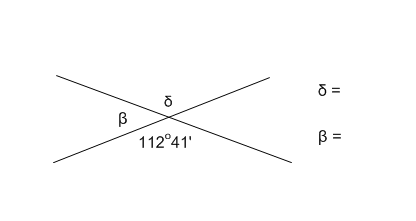 δ
δ =
β
β =
112°41'